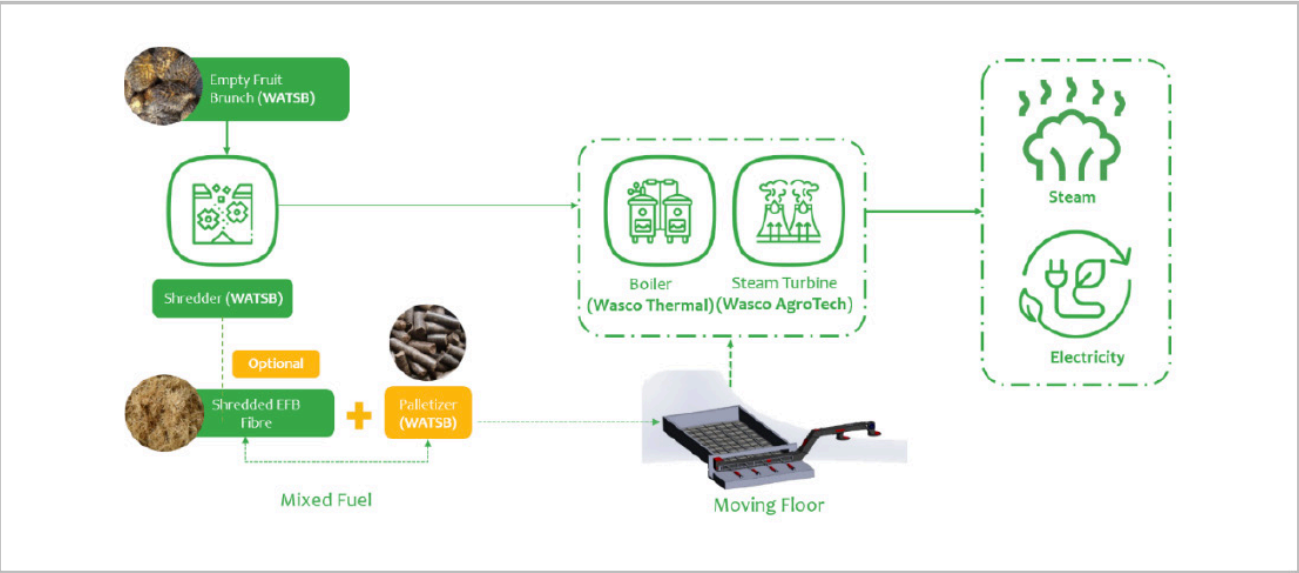 Empty Fruit
Brunch (WATSB)
Shredder (WATSB)
Optional
Shredded EFB
Fibre
Palletizer
(WATSB)
Mixed Fuel
Boiler
(Wasco Thermal)
Steam Turbine
(Wasco AgroTech)
Moving Floor
Steam
Electricity